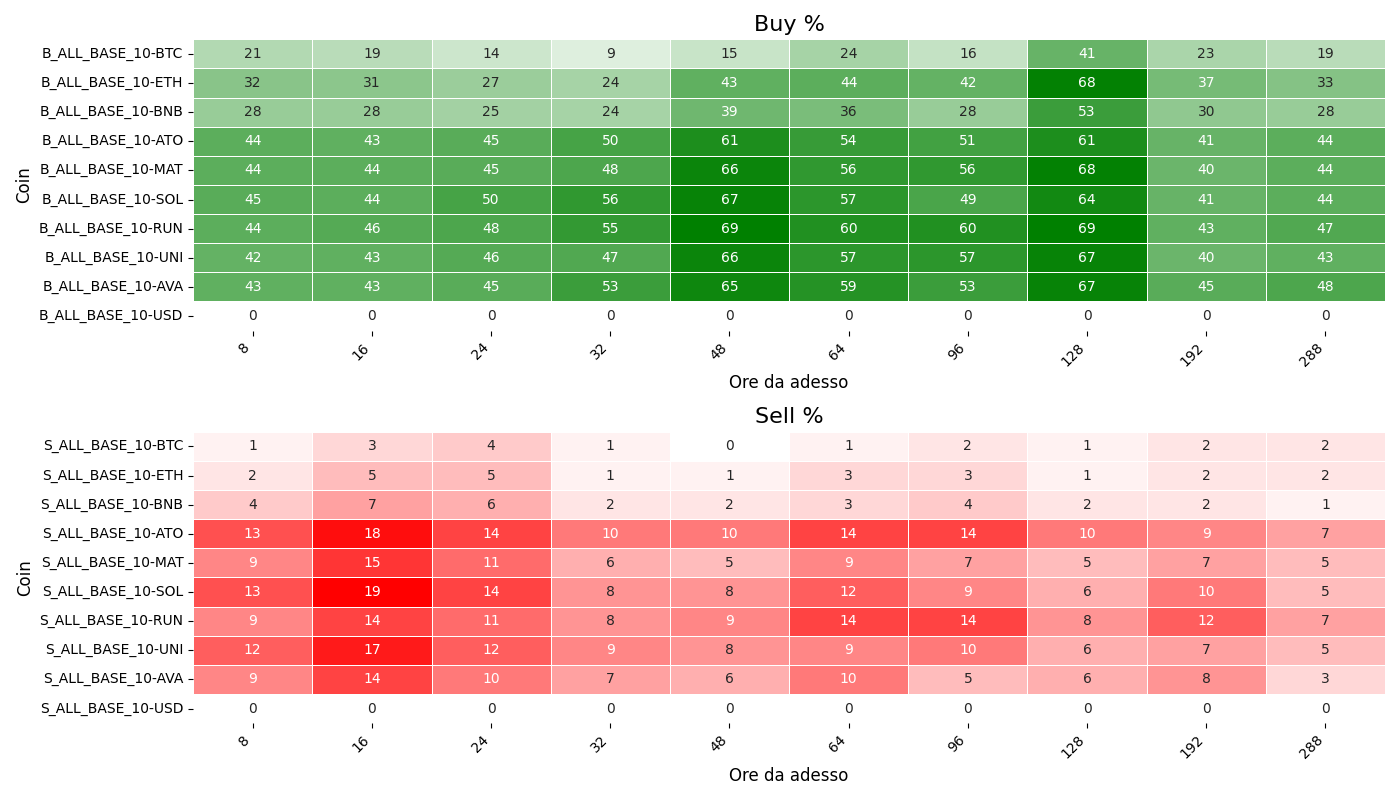 Buy %
B_ALL_BASE_10-BTC 21 19 14 9 15 24 16 41 23 19
B_ALL_BASE_10-ETH 32 31 27 24 43 44 42 68 37 33
B_ALL_BASE_10-BNB 28 28 25 24 39 36 28 53 30 28
B_ALL_BASE_10-ATO 44 43 45 50 61 54 51 61 41 44
B_ALL_BASE_10-MAT 44 44 45 48 66 56 56 68 40 44
B_ALL_BASE_10-SOL 45 44 50 56 67 57 49 64 41 44
B_ALL_BASE_10-RUN 44 46 48 55 69 60 60 69 43 47
B_ALL_BASE_10-UNI 42 43 46 47 66 57 57 67 40 43
B_ALL_BASE_10-AVA 43 43 45 53 65 59 53 67 45 48
B_ALL_BASE_10-USD 0 0 0 0 0 0 0 0 0 0
Coin
8 16 24 32 48 64 96 128 192 288
Ore da adesso
Sell %
S_ALL_BASE_10-BTC 1 3 4 1 0 1 2 1 2 2
S_ALL_BASE_10-ETH 2 5 5 1 1 3 3 1 2 2
S_ALL_BASE_10-BNB 4 7 6 2 2 3 4 2 2 1
S_ALL_BASE_10-ATO 13 18 14 10 10 14 14 10 9 7
S_ALL_BASE_10-MAT 9 15 11 6 5 9 7 5 7 5
S_ALL_BASE_10-SOL 13 19 14 8 8 12 9 6 10 5
S_ALL_BASE_10-RUN 9 14 11 8 9 14 14 8 12 7
S_ALL_BASE_10-UNI 12 17 12 9 8 9 10 6 7 5
S_ALL_BASE_10-AVA 9 14 10 7 6 10 5 6 8 3
S_ALL_BASE_10-USD 0 0 0 0 0 0 0 0 0 0
Coin
8 16 24 32 48 64 96 128 192 288
Ore da adesso